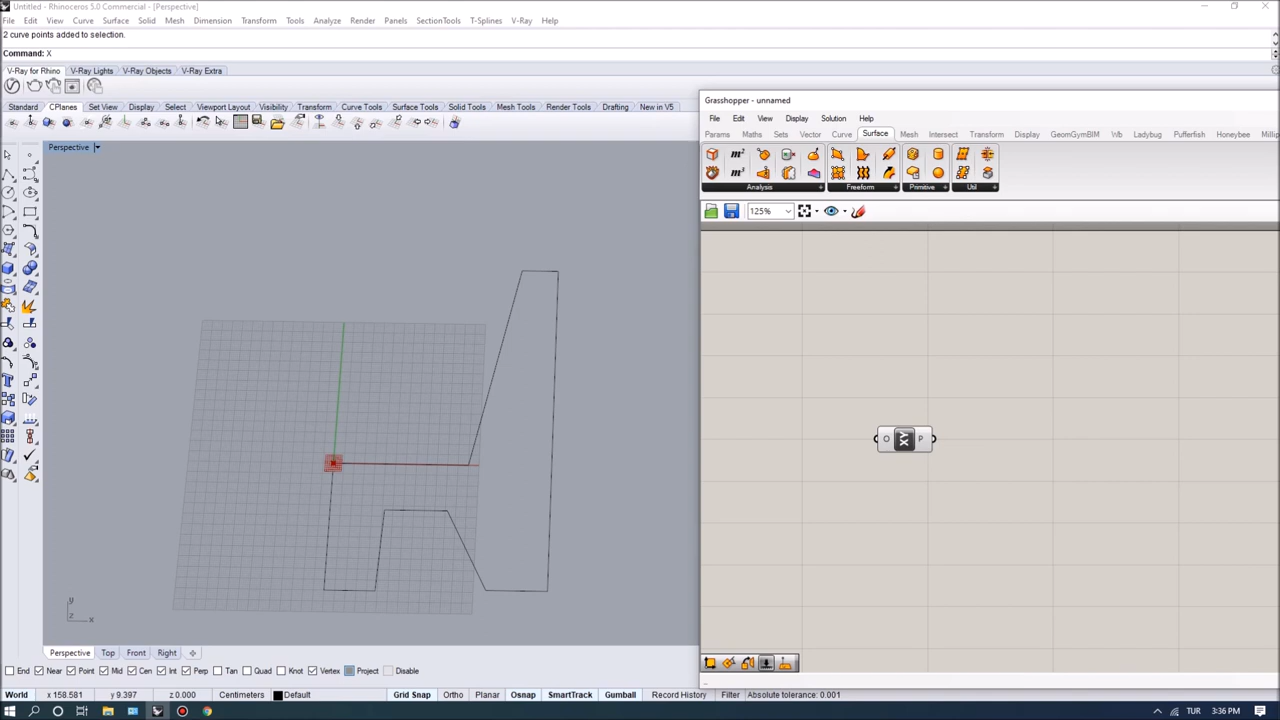 Untitled - Rhinoceros 5.0 Commercial - [Perspective]
File Edit View Curve Surface Solid Mesh Dimension Transform Tools Analyze Render Panels SectionTools T-Splines V-Ray Help
2 curve points added to selection.
Command: X
V-Ray for Rhino V-Ray Lights V-Ray Objects V-Ray Extra
Standard CPlanes Set View Display Select Viewport Layout Visibility Transform Curve Tools Surface Tools Solid Tools Mesh Tools Render Tools Drafting New in V5
Perspective
Grasshopper - unnamed
File Edit View Display Solution Help
Params Maths Sets Vector Curve Surface Mesh Intersect Transform Display GeomGymBIM Wb Ladybug Pufferfish Honeybee Millip
m² m³
Analysis Freeform Primitive Util
125%
O XY P
y
z x
Perspective Top Front Right
End Near Point Mid Cen Int Perp Tan Quad Knot Vertex Project Disable
World x 158.581 y 9.397 z 0.000 Centimeters Default Grid Snap Ortho Planar Osnap SmartTrack Gumball Record History Filter Absolute tolerance: 0.001
TUR 3:36 PM